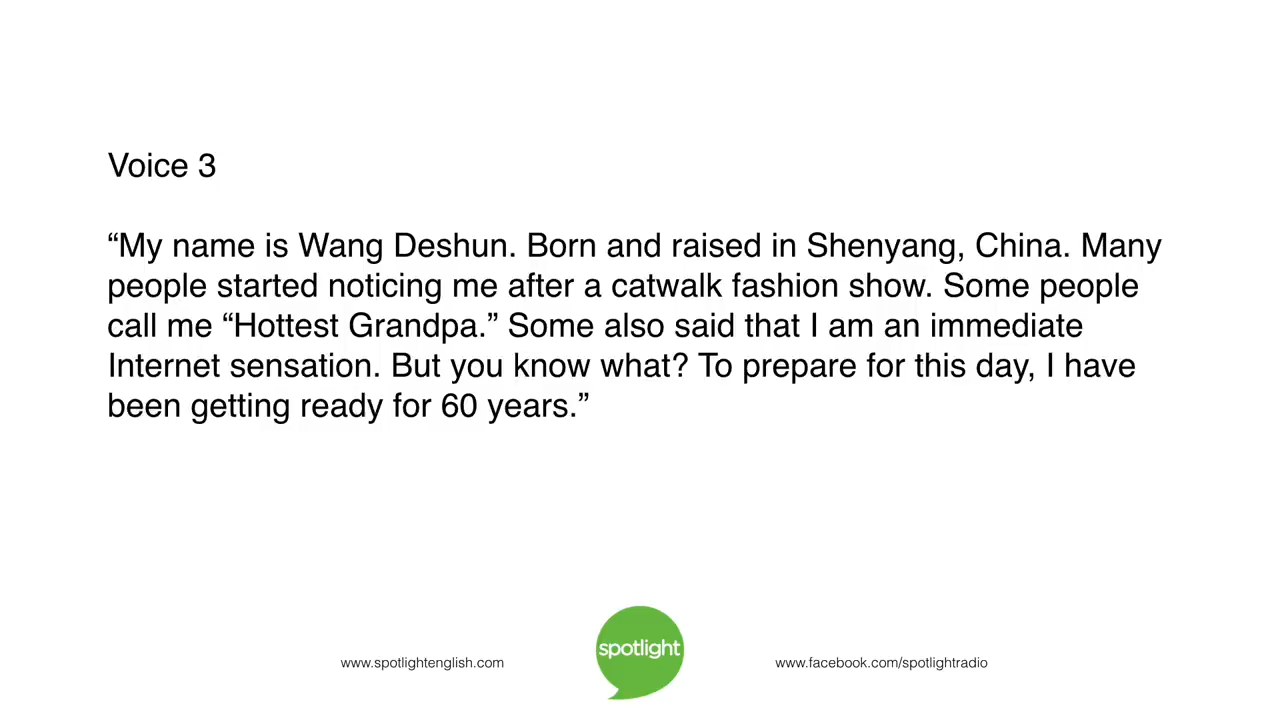 Voice 3
“My name is Wang Deshun. Born and raised in Shenyang, China. Many
people started noticing me after a catwalk fashion show. Some people
call me “Hottest Grandpa.” Some also said that I am an immediate
Internet sensation. But you know what? To prepare for this day, I have
been getting ready for 60 years.”
spotlight
www.spotlightenglish.com
www.facebook.com/spotlightradio